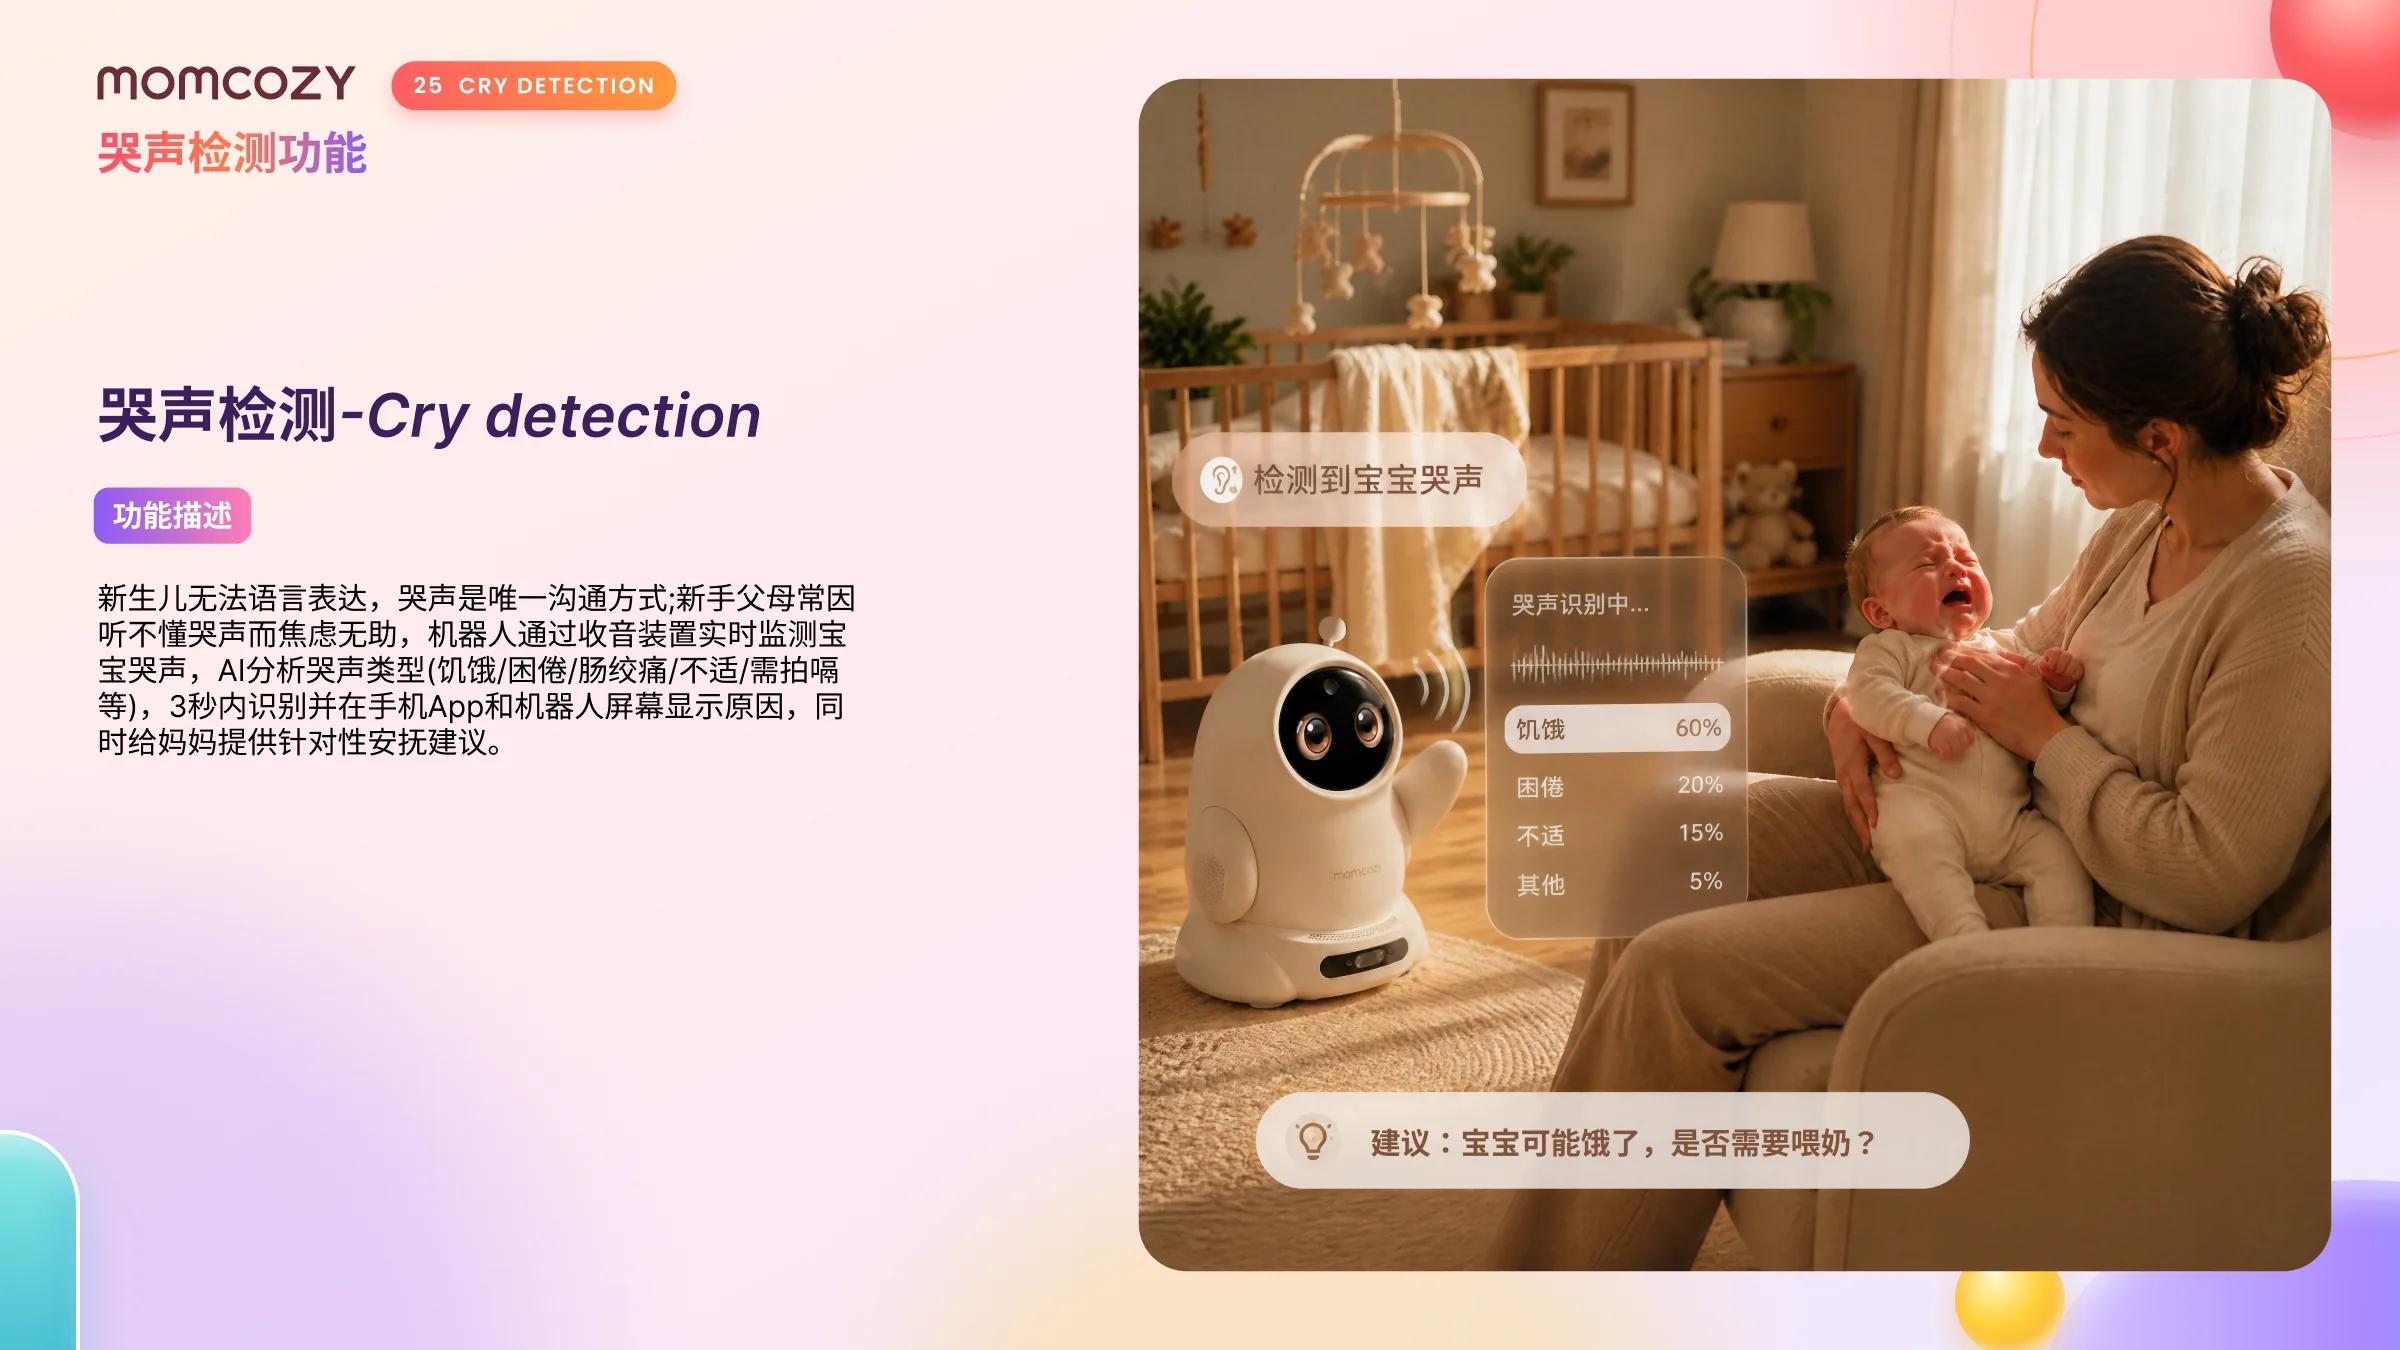 momcozy
25 CRY DETECTION
哭声检测功能
哭声检测-Cry detection
功能描述
新生儿无法语言表达，哭声是唯一沟通方式;新手父母常因
听不懂哭声而焦虑无助，机器人通过收音装置实时监测宝
宝哭声，AI分析哭声类型(饥饿/困倦/肠绞痛/不适/需拍嗝
等)，3秒内识别并在手机App和机器人屏幕显示原因，同
时给妈妈提供针对性安抚建议。
检测到宝宝哭声
哭声识别中...
饥饿 60%
困倦 20%
不适 15%
其他 5%
momcozy
建议：宝宝可能饿了，是否需要喂奶？